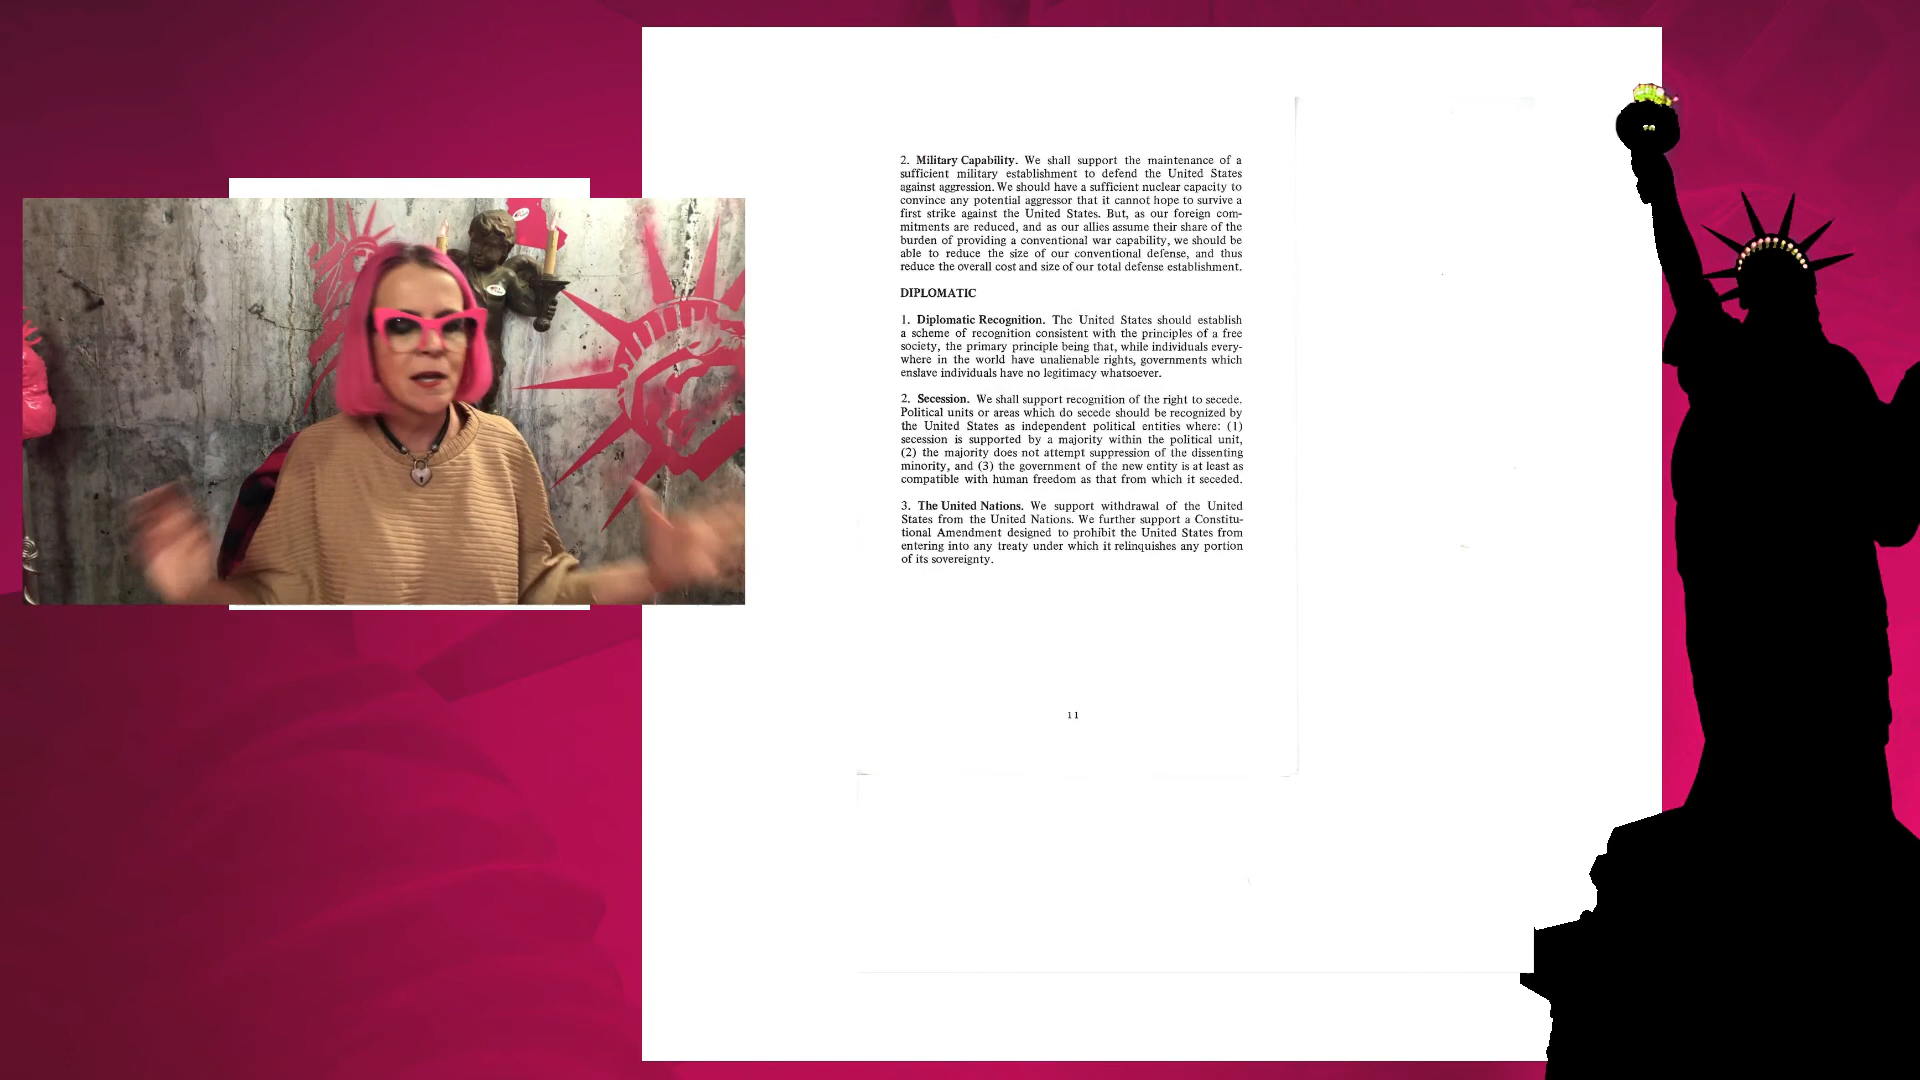 2. Military Capability. We shall support the maintenance of a
sufficient military establishment to defend the United States
against aggression. We should have a sufficient nuclear capacity to
convince any potential aggressor that it cannot hope to survive a
first strike against the United States. But, as our foreign com-
mitments are reduced, and as our allies assume their share of the
burden of providing a conventional war capability, we should be
able to reduce the size of our conventional defense, and thus
reduce the overall cost and size of our total defense establishment.
DIPLOMATIC
1. Diplomatic Recognition. The United States should establish
a scheme of recognition consistent with the principles of a free
society, the primary principle being that, while individuals every-
where in the world have unalienable rights, governments which
enslave individuals have no legitimacy whatsoever.
2. Secession. We shall support recognition of the right to secede.
Political units or areas which do secede should be recognized by
the United States as independent political entities where: (1)
secession is supported by a majority within the political unit,
(2) the majority does not attempt suppression of the dissenting
minority, and (3) the government of the new entity is at least as
compatible with human freedom as that from which it seceded.
3. The United Nations. We support withdrawal of the United
States from the United Nations. We further support a Constitu-
tional Amendment designed to prohibit the United States from
entering into any treaty under which it relinquishes any portion
of its sovereignty.
11